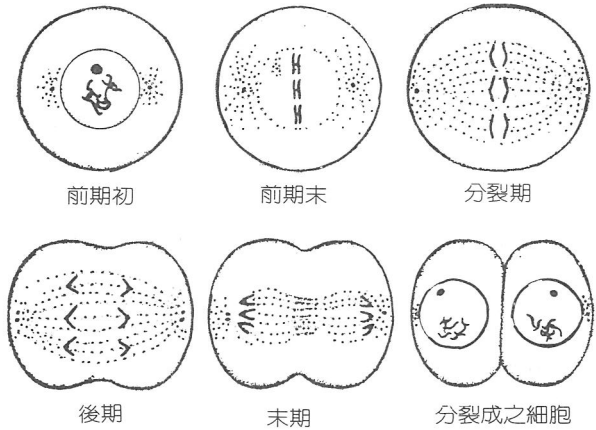 前期初
前期末
分裂期
後期
末期
分裂成之細胞